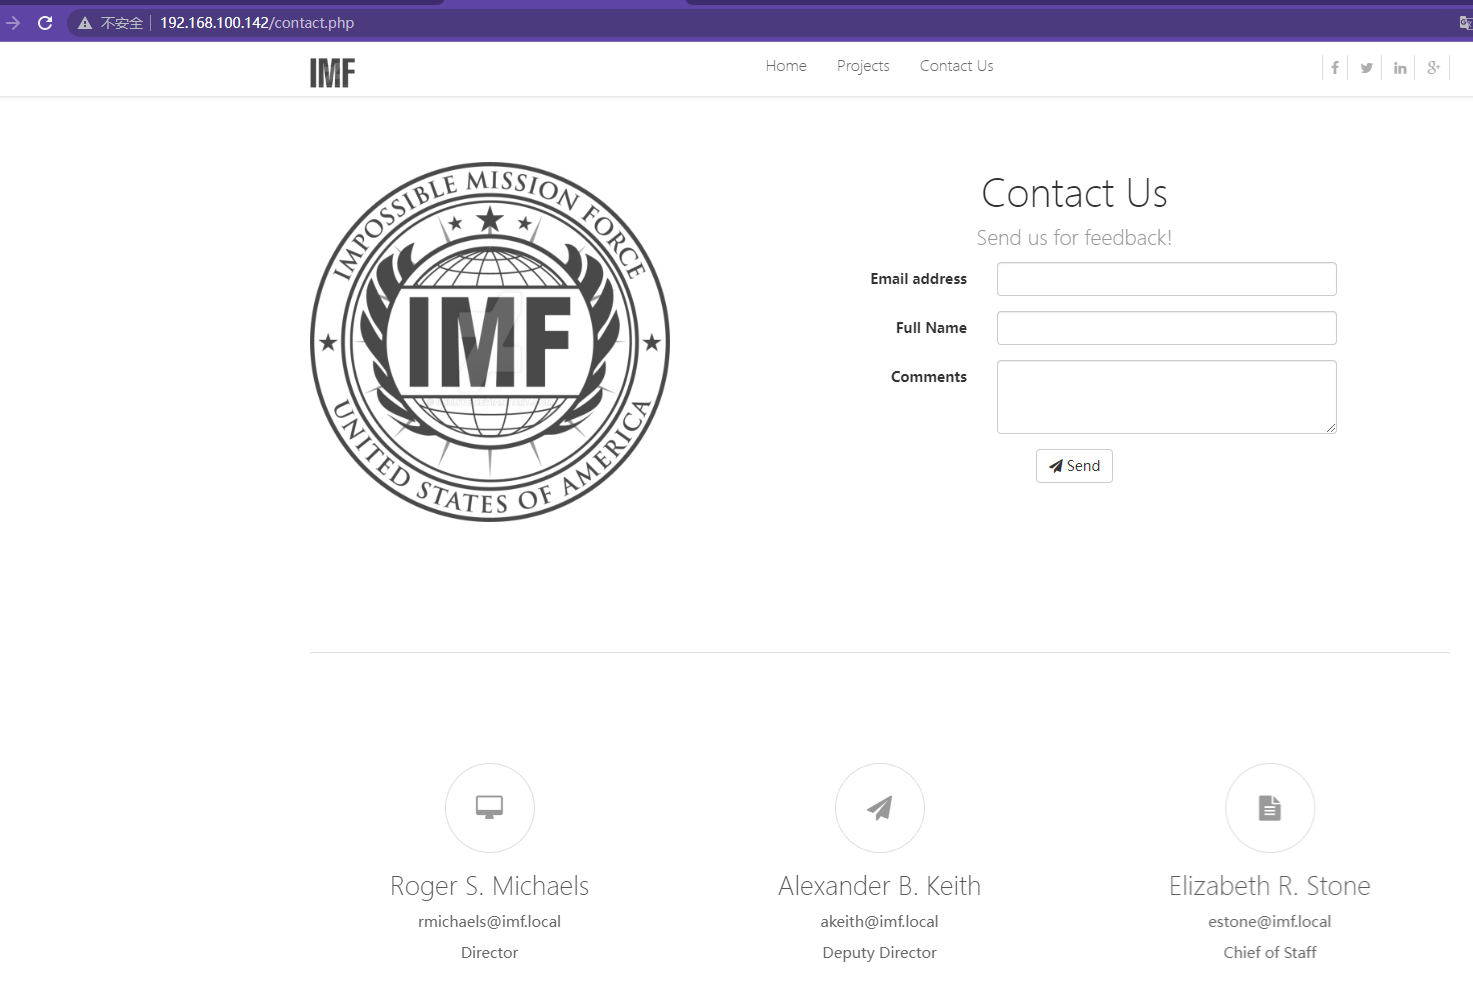 不安全 192.168.100.142/contact.php
IMF
Home Projects Contact Us
IMPOSSIBLE MISSION FORCE
IMF
UNITED STATES OF AMERICA
Contact Us
Send us for feedback!
Email address
Full Name
Comments
Send
Roger S. Michaels
rmichaels@imf.local
Director
Alexander B. Keith
akeith@imf.local
Deputy Director
Elizabeth R. Stone
estone@imf.local
Chief of Staff